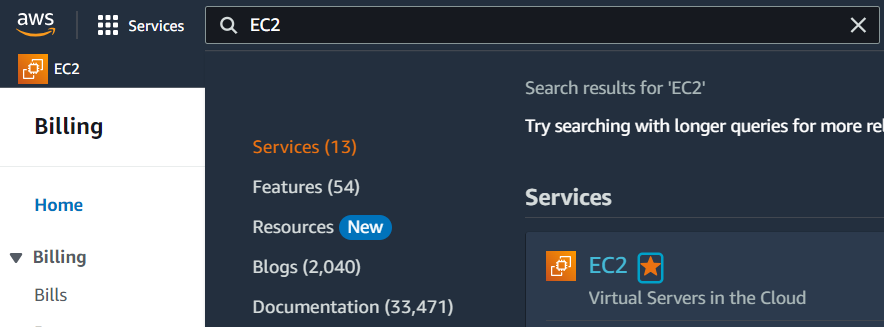 aws
Services
EC2
EC2
Billing
Home
Billing
Bills
Services (13)
Features (54)
Resources New
Blogs (2,040)
Documentation (33,471)
Search results for 'EC2'
Try searching with longer queries for more
Services
EC2
Virtual Servers in the Cloud